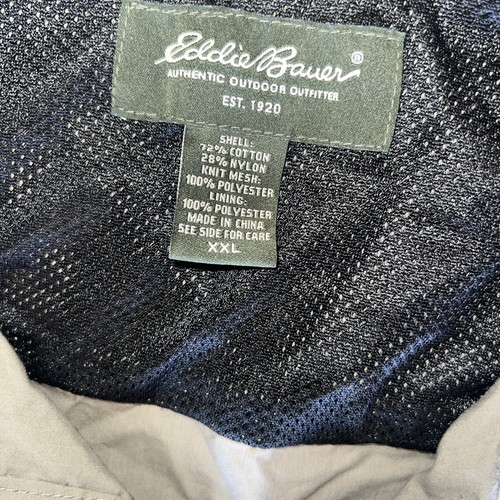 Eddie Bauer®
AUTHENTIC OUTDOOR OUTFITTER
EST. 1920
SHELL:
72% COTTON
28% NYLON
KNIT MESH:
100% POLYESTER
LINING:
100% POLYESTER
MADE IN CHINA.
SEE SIDE FOR CARE
XXL